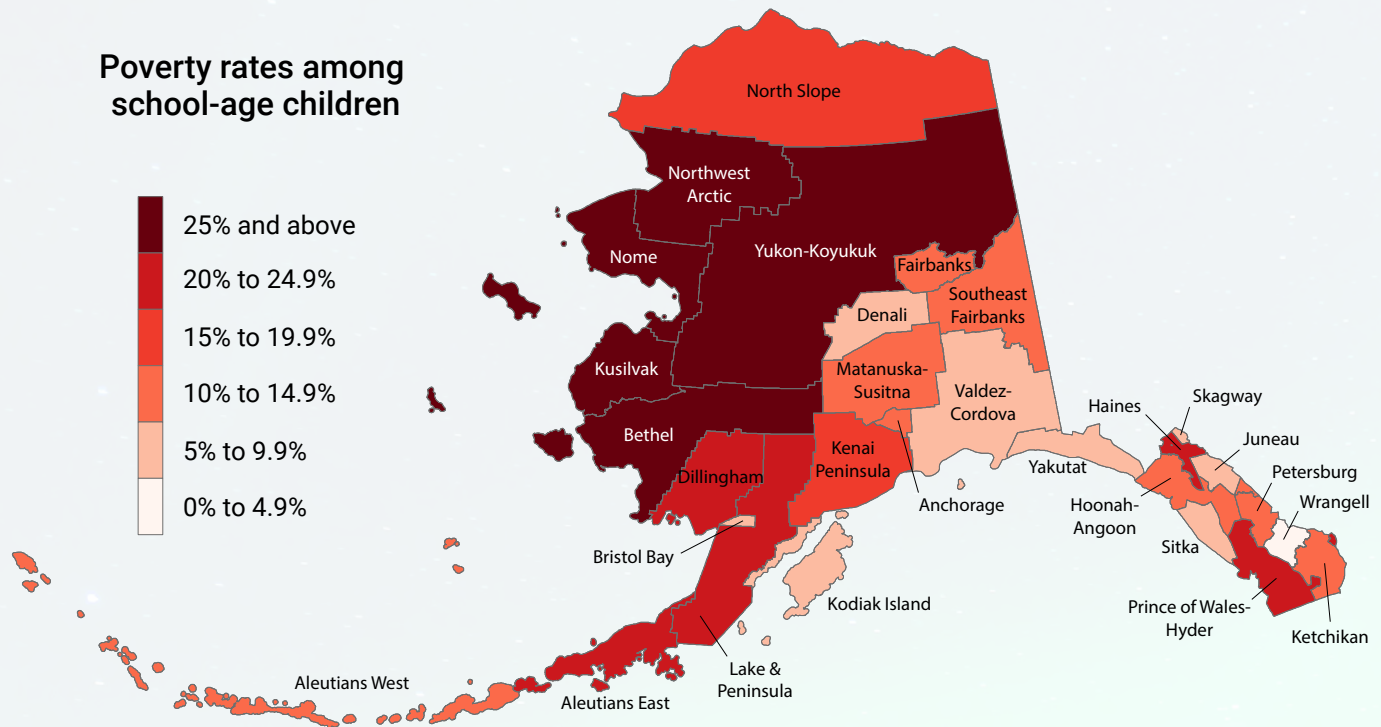 Poverty rates among
school-age children
25% and above
20% to 24.9%
15% to 19.9%
10% to 14.9%
5% to 9.9%
0% to 4.9%
North Slope
Northwest
Arctic
Nome
Yukon-Koyukuk
Fairbanks
Southeast
Fairbanks
Denali
Kusilvak
Matanuska-
Susitna
Valdez-
Cordova
Bethel
Dillingham
Kenai
Peninsula
Anchorage
Yakutat
Haines
Skagway
Juneau
Petersburg
Wrangell
Hoonah-
Angoon
Sitka
Prince of Wales-
Hyder
Ketchikan
Bristol Bay
Kodiak Island
Lake &
Peninsula
Aleutians East
Aleutians West